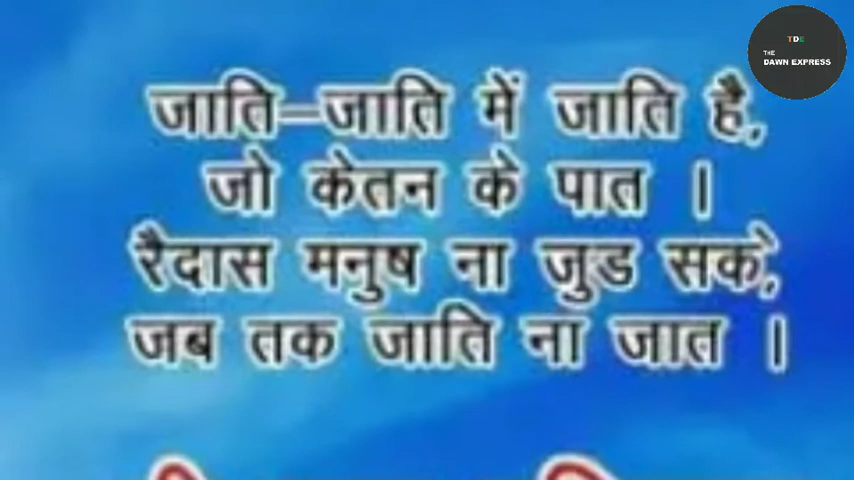 TDE
THE
DAWN EXPRESS
जाति–जाति में जाति है,
जो केतन के पात ।
रैदास मनुष ना जुड सके,
जब तक जाति ना जात ।